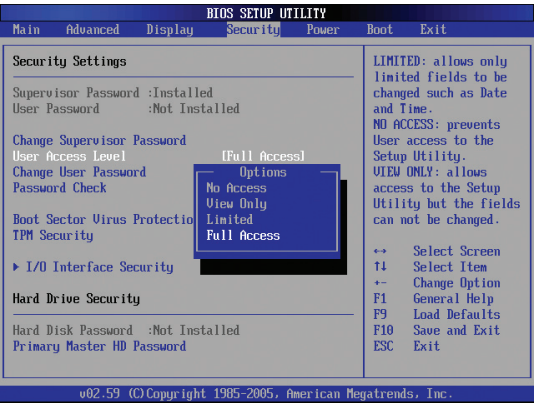 BIOS SETUP UTILITY
Main Advanced Display Security Power Boot Exit
Security Settings
Supervisor Password :Installed
User Password :Not Installed
Change Supervisor Password
User Access Level [Full Access]
Change User Password
Password Check
Boot Sector Virus Protectio
TPM Security
I/O Interface Security
Hard Drive Security
Hard Disk Password :Not Installed
Primary Master HD Password
Options
No Access
View Only
Limited
Full Access
LIMITED: allows only
limited fields to be
changed such as Date
and Time.
NO ACCESS: prevents
User access to the
Setup Utility.
VIEW ONLY: allows
access to the Setup
Utility but the fields
can not be changed.
↔ Select Screen
↑↓ Select Item
+- Change Option
F1 General Help
F9 Load Defaults
F10 Save and Exit
ESC Exit
v02.59 (C)Copyright 1985-2005, American Megatrends, Inc.